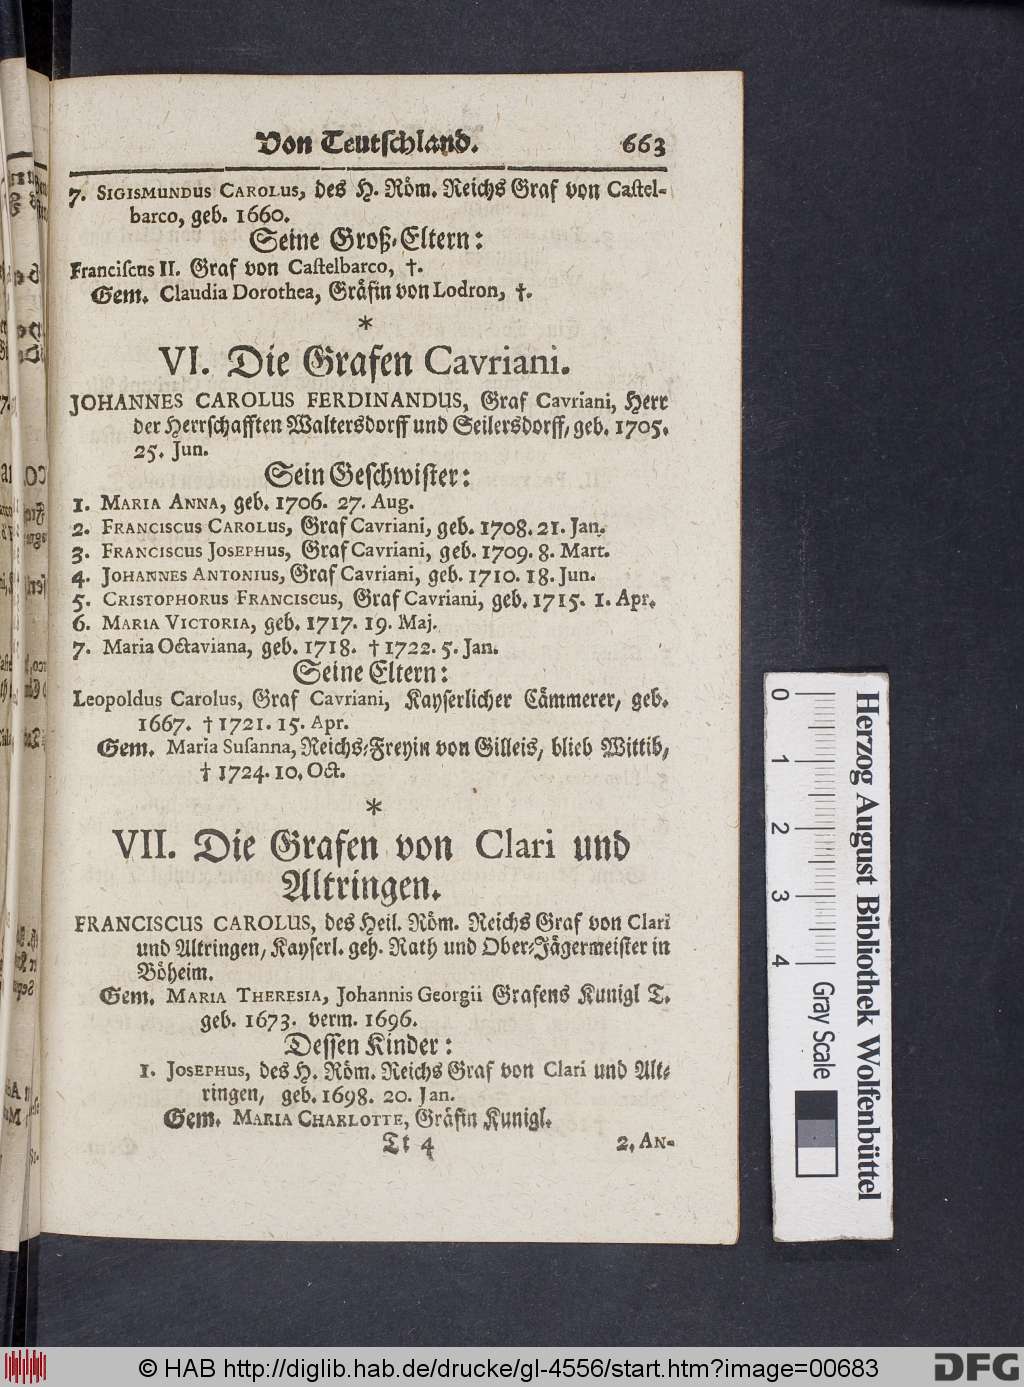 Von Teutſchland. 663
7. SIGISMUNDUS CAROLUS, des H. Röm. Reichs Graf von Caſtel-
barco, geb. 1660.
Seine Groß-Eltern:
Franciſcus II. Graf von Caſtelbarco, †.
Gem. Claudia Dorothea, Gräfin von Lodron, †.
*
VI. Die Grafen Cavriani.
JOHANNES CAROLUS FERDINANDUS, Graf Cavriani, Herr
der Herrſchafften Waltersdorff und Seilersdorff, geb. 1705.
25. Jun.
Sein Geſchwiſter:
1. MARIA ANNA, geb. 1706. 27. Aug.
2. FRANCISCUS CAROLUS, Graf Cavriani, geb. 1708. 21. Jan.
3. FRANCISCUS JOSEPHUS, Graf Cavriani, geb. 1709. 8. Mart.
4. JOHANNES ANTONIUS, Graf Cavriani, geb. 1710. 18. Jun.
5. CRISTOPHORUS FRANCISCUS, Graf Cavriani, geb. 1715. 1. Apr.
6. MARIA VICTORIA, geb. 1717. 19. Maj.
7. Maria Octaviana, geb. 1718. † 1722. 5. Jan.
Seine Eltern:
Leopoldus Carolus, Graf Cavriani, Kayſerlicher Cämmerer, geb.
1667. † 1721. 15. Apr.
Gem. Maria Suſanna, Reichs-Freyin von Gilleis, blieb Wittib,
† 1724. 10. Oct.
*
VII. Die Grafen von Clari und
Altringen.
FRANCISCUS CAROLUS, des Heil. Röm. Reichs Graf von Clari
und Altringen, Kayſerl. geh. Rath und Ober-Jägermeiſter in
Böheim.
Gem. MARIA THERESIA, Johannis Georgii Grafens Kunigl T.
geb. 1673. verm. 1696.
Deſſen Kinder:
1. JOSEPHUS, des H. Röm. Reichs Graf von Clari und Alt-
ringen, geb. 1698. 20. Jan.
Gem. MARIA CHARLOTTE, Gräfin Kunigl.
Tt 4 2. AN-
0 1 2 3 4
Gray Scale
Herzog August Bibliothek Wolfenbüttel
© HAB http://diglib.hab.de/drucke/gl-4556/start.htm?image=00683
DFG